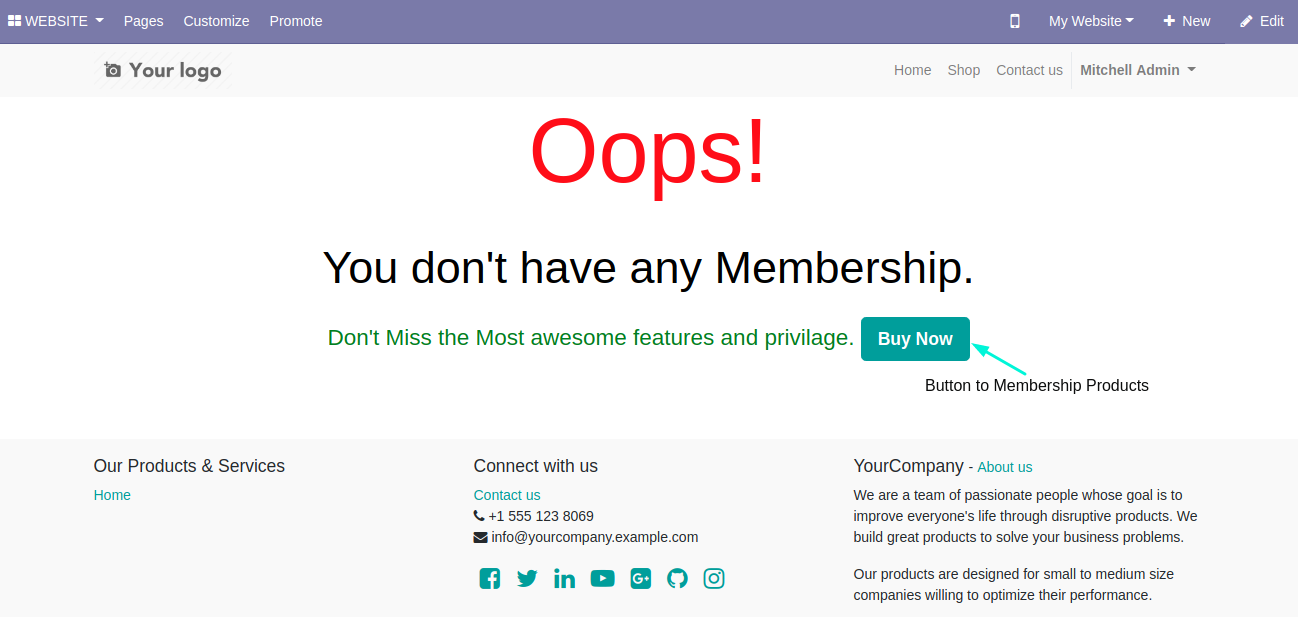 WEBSITE Pages Customize Promote My Website New Edit
Your logo Home Shop Contact us Mitchell Admin
Oops!
You don't have any Membership.
Don't Miss the Most awesome features and privilage. Buy Now
Button to Membership Products
Our Products & Services
Home
Connect with us
Contact us
+1 555 123 8069
info@yourcompany.example.com
YourCompany - About us
We are a team of passionate people whose goal is to
improve everyone's life through disruptive products. We
build great products to solve your business problems.
Our products are designed for small to medium size
companies willing to optimize their performance.